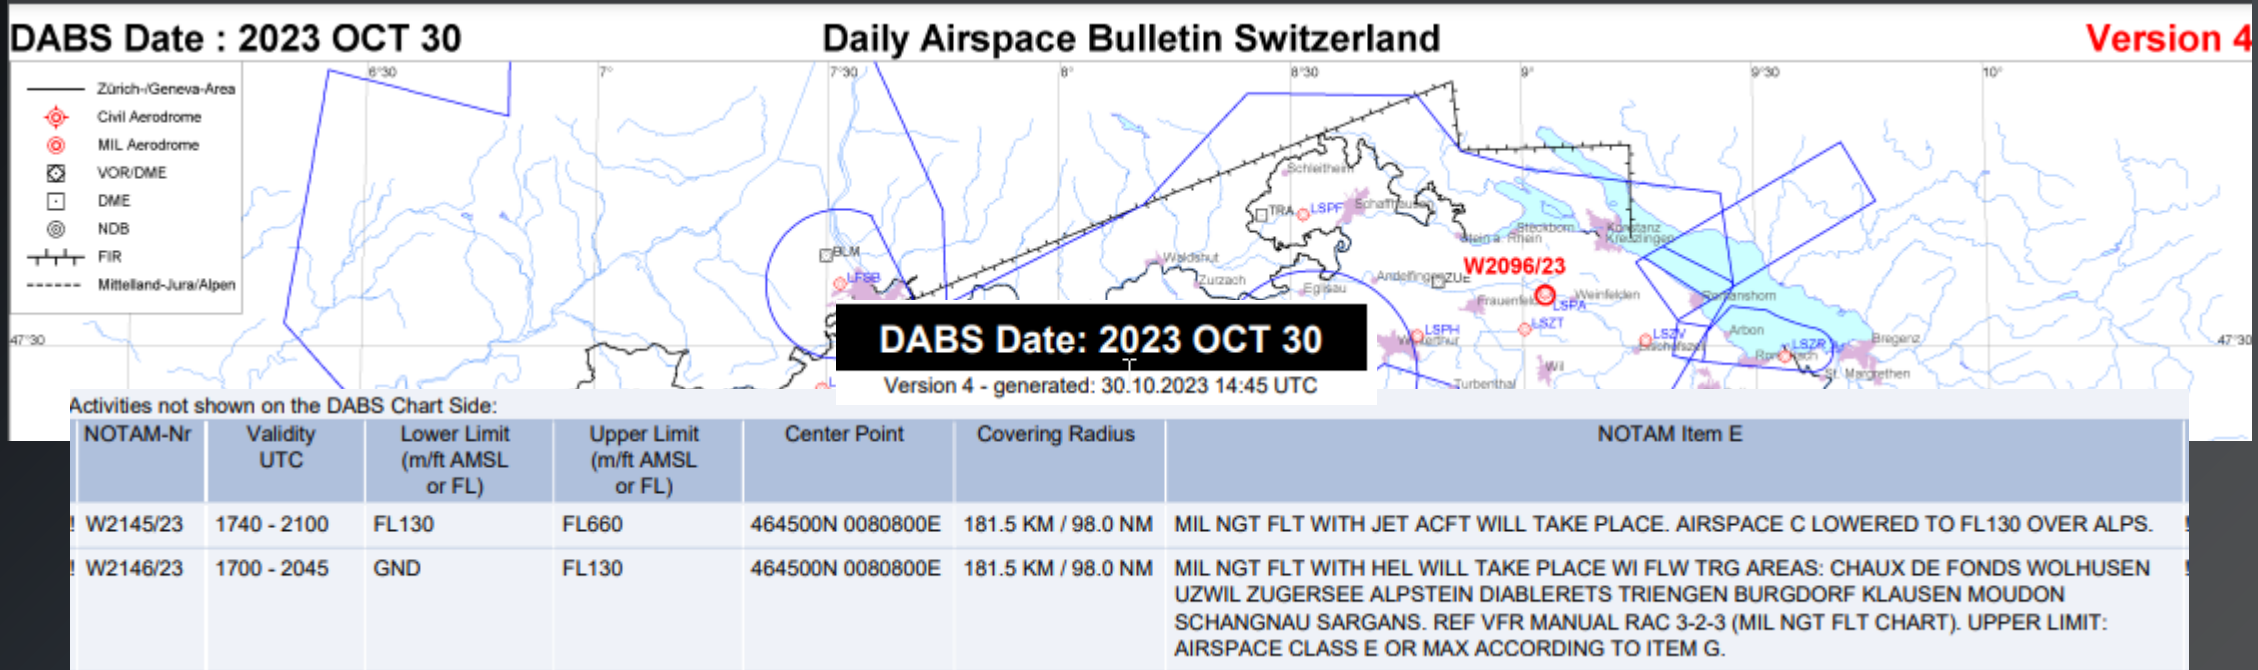 DABS Date : 2023 OCT 30
Daily Airspace Bulletin Switzerland
Version 4
6°30
7°
7°30
8°
8°30
9°
9°30
10°
Zürich-/Geneva-Area
Civil Aerodrome
MIL Aerodrome
VOR/DME
DME
NDB
FIR
Mittelland-Jura/Alpen
Schleitheim
TRA
LSPF
Schaffhausen
Steckborn
Stein a. Rhein
Konstanz
Kreuzlingen
BLM
LFSB
Waldshut
Zurzach
Eglisau
Andelfingen
ZUE
W2096/23
Frauenfeld
LSPA
Weinfelden
Romanshorn
LSPH
Winterthur
LSZT
LSZV
Bischofszell
Arbon
LSZR
Rorschach
Bregenz
47°30
47°30
Turbenthal
Wil
St. Margrethen
DABS Date: 2023 OCT 30
Version 4 - generated: 30.10.2023 14:45 UTC
Activities not shown on the DABS Chart Side:
NOTAM-Nr
Validity
UTC
Lower Limit
(m/ft AMSL
or FL)
Upper Limit
(m/ft AMSL
or FL)
Center Point
Covering Radius
NOTAM Item E
! W2145/23 1740 - 2100 FL130 FL660 464500N 0080800E 181.5 KM / 98.0 NM MIL NGT FLT WITH JET ACFT WILL TAKE PLACE. AIRSPACE C LOWERED TO FL130 OVER ALPS. !
! W2146/23 1700 - 2045 GND FL130 464500N 0080800E 181.5 KM / 98.0 NM MIL NGT FLT WITH HEL WILL TAKE PLACE WI FLW TRG AREAS: CHAUX DE FONDS WOLHUSEN !
UZWIL ZUGERSEE ALPSTEIN DIABLERETS TRIENGEN BURGDORF KLAUSEN MOUDON
SCHANGNAU SARGANS. REF VFR MANUAL RAC 3-2-3 (MIL NGT FLT CHART). UPPER LIMIT:
AIRSPACE CLASS E OR MAX ACCORDING TO ITEM G.